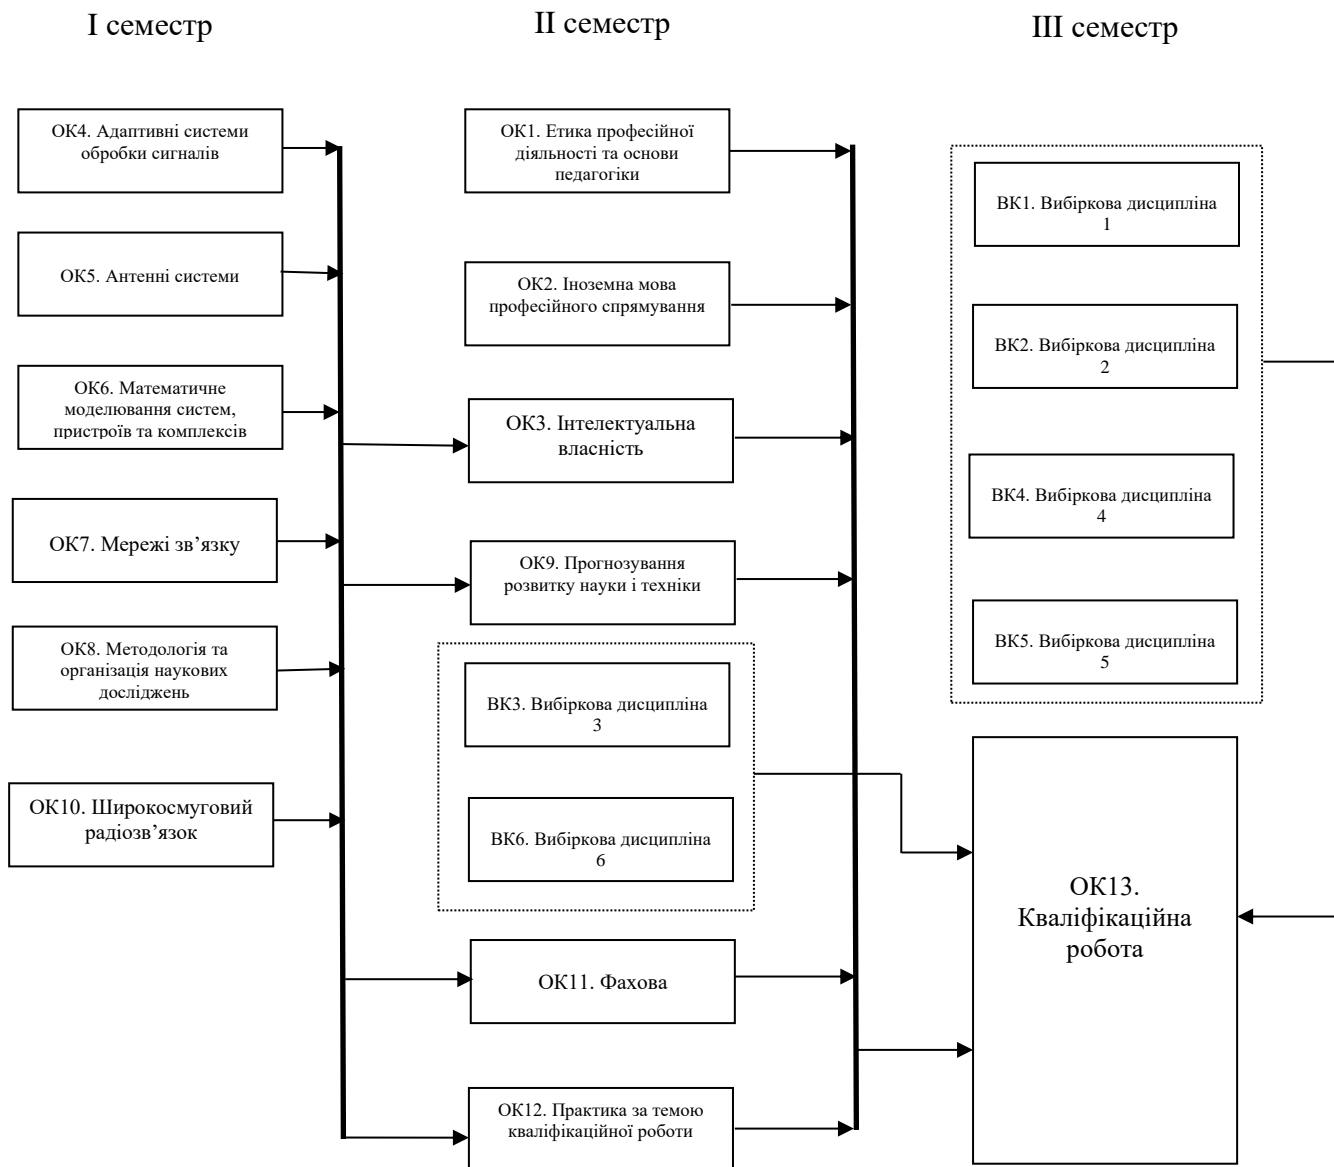 I семестр
II семестр
III семестр
ОК4. Адаптивні системи
обробки сигналів
ОК5. Антенні системи
ОК6. Математичне
моделювання систем,
пристроїв та комплексів
ОК7. Мережі зв’язку
ОК8. Методологія та
організація наукових
досліджень
ОК10. Широкосмуговий
радіозв’язок
ОК1. Етика професійної
діяльності та основи
педагогіки
ОК2. Іноземна мова
професійного спрямування
ОК3. Інтелектуальна
власність
ОК9. Прогнозування
розвитку науки і техніки
ВК3. Вибіркова дисципліна
3
ВК6. Вибіркова дисципліна
6
ОК11. Фахова
ОК12. Практика за темою
кваліфікаційної роботи
ВК1. Вибіркова дисципліна
1
ВК2. Вибіркова дисципліна
2
ВК4. Вибіркова дисципліна
4
ВК5. Вибіркова дисципліна
5
ОК13.
Кваліфікаційна
робота